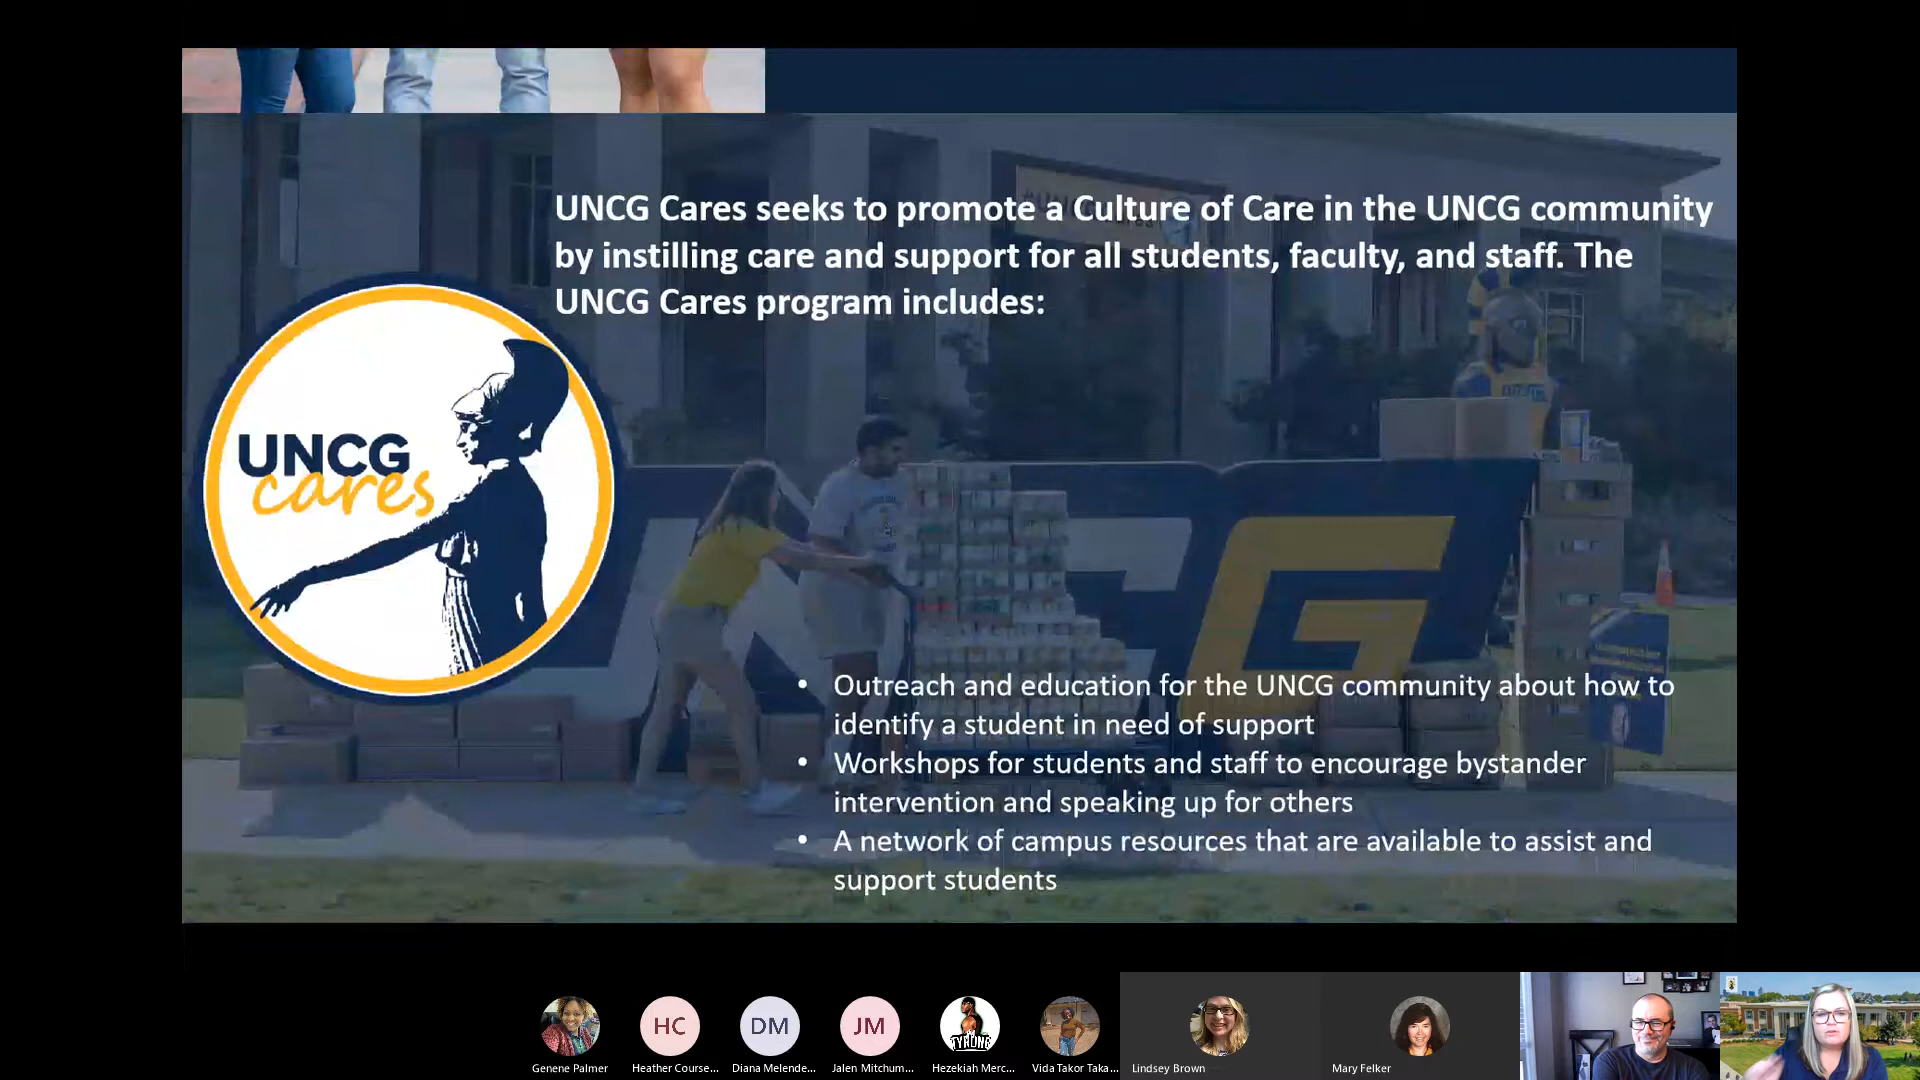 UNCG Cares seeks to promote a Culture of Care in the UNCG community
by instilling care and support for all students, faculty, and staff. The
UNCG Cares program includes:
UNCG
cares
• Outreach and education for the UNCG community about how to
identify a student in need of support
• Workshops for students and staff to encourage bystander
intervention and speaking up for others
• A network of campus resources that are available to assist and
support students
HC
DM
JM
TYRONE
Genene Palmer
Heather Course...
Diana Melende...
Jalen Mitchum...
Hezekiah Merc...
Vida Takor Taka...
Lindsey Brown
Mary Felker